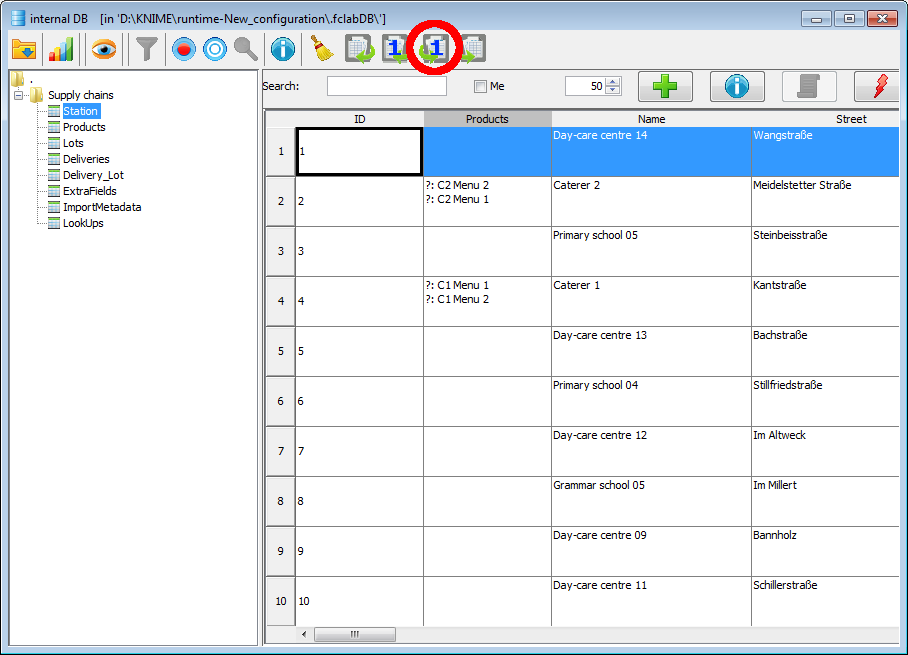 internal DB [in 'D:\KNIME\runtime-New_configuration\.fclabDB\']
1 1
Search: Me 50
.
Supply chains
Station
Products
Lots
Deliveries
Delivery_Lot
ExtraFields
ImportMetadata
LookUps
ID Products Name Street
1 1 Day-care centre 14 Wangstraße
2 2 ?: C2 Menu 2 Caterer 2 Meidelstetter Straße
?: C2 Menu 1
3 3 Primary school 05 Steinbeisstraße
4 4 ?: C1 Menu 1 Caterer 1 Kantstraße
?: C1 Menu 2
5 5 Day-care centre 13 Bachstraße
6 6 Primary school 04 Stillfriedstraße
7 7 Day-care centre 12 Im Altweck
8 8 Grammar school 05 Im Millert
9 9 Day-care centre 09 Bannholz
10 10 Day-care centre 11 Schillerstraße